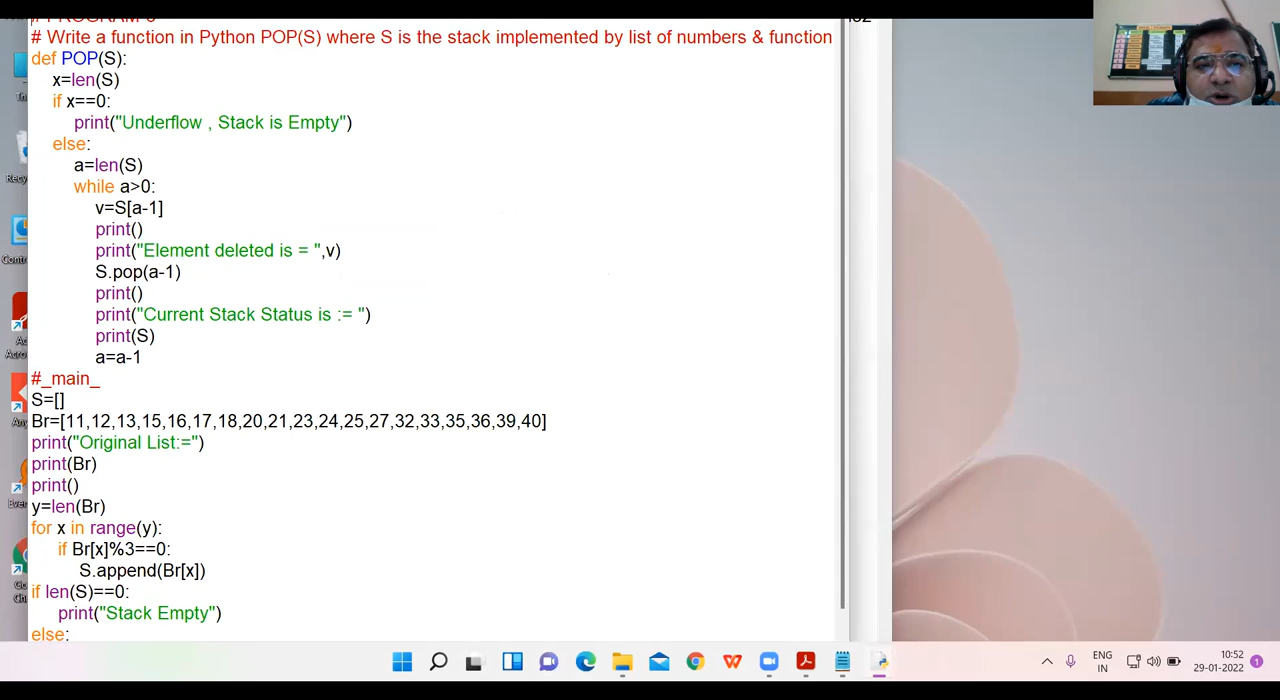 # PROGRAM
# Write a function in Python POP(S) where S is the stack implemented by list of numbers & function
def POP(S):
    x=len(S)
    if x==0:
        print("Underflow , Stack is Empty")
    else:
        a=len(S)
        while a>0:
            v=S[a-1]
            print()
            print("Element deleted is = ",v)
            S.pop(a-1)
            print()
            print("Current Stack Status is := ")
            print(S)
            a=a-1
#_main_
S=[]
Br=[11,12,13,15,16,17,18,20,21,23,24,25,27,32,33,35,36,39,40]
print("Original List:=")
print(Br)
print()
y=len(Br)
for x in range(y):
     if Br[x]%3==0:
         S.append(Br[x])
if len(S)==0:
     print("Stack Empty")
else:
ENG
IN
10:52
29-01-2022
1